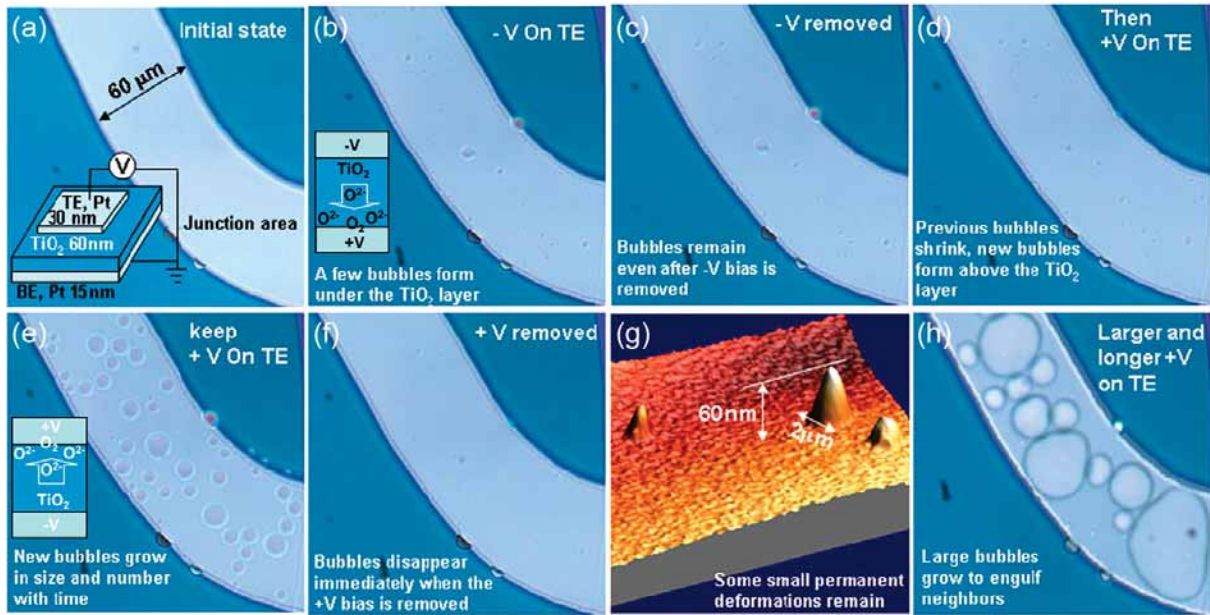 (a)
Initial state
60 µm
V
TE, Pt
30 nm
TiO₂ 60nm
BE, Pt 15nm
Junction area
(b)
- V On TE
-V
TiO₂
O²⁻
O²⁻ O₂ O²⁻
+V
A few bubbles form
under the TiO₂ layer
(c)
-V removed
Bubbles remain
even after -V bias is
removed
(d)
Then
+V On TE
Previous bubbles
shrink, new bubbles
form above the TiO₂
layer
(e)
keep
+ V On TE
+V
O₂
O²⁻ O²⁻
O²⁻
TiO₂
-V
New bubbles grow
in size and number
with time
(f)
+ V removed
Bubbles disappear
immediately when the
+V bias is removed
(g)
60nm
2µm
Some small permanent
deformations remain
(h)
Larger and
longer +V
on TE
Large bubbles
grow to engulf
neighbors